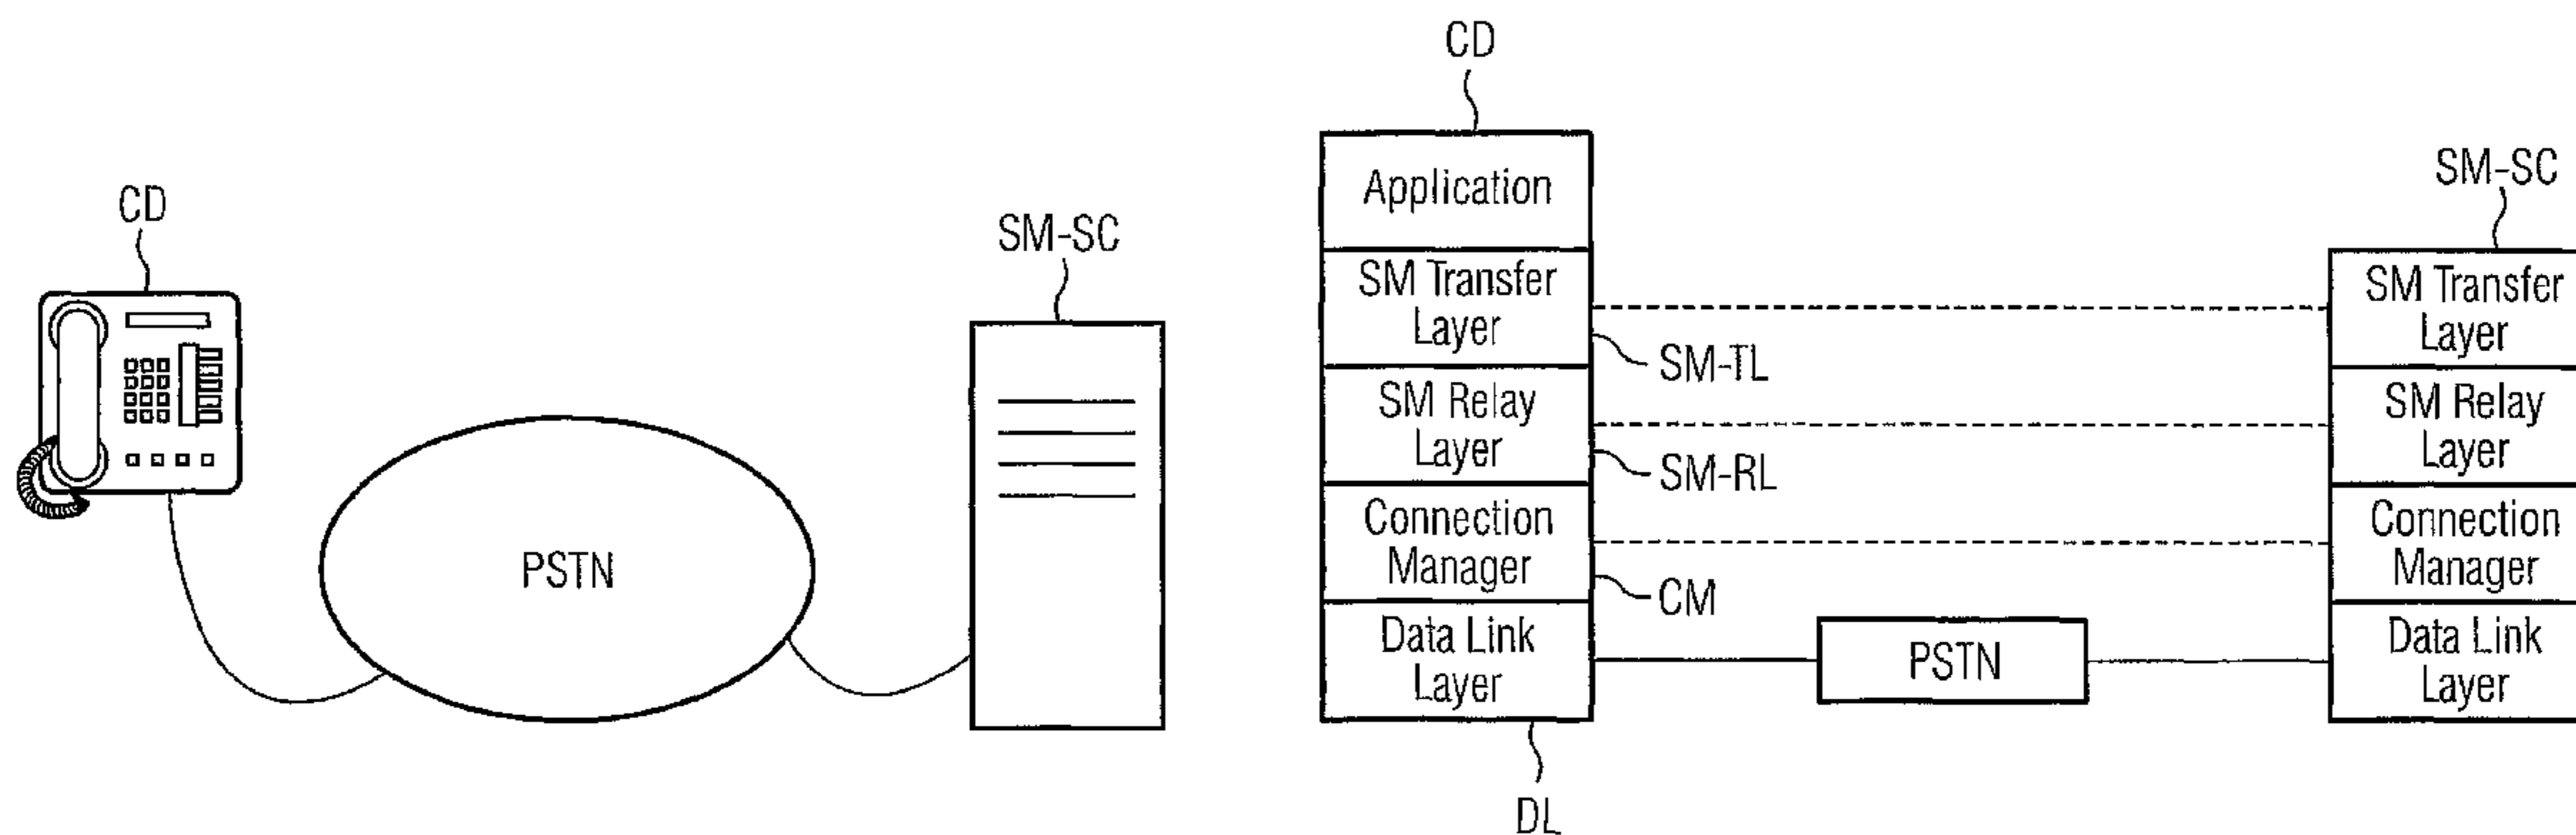 CD
SM-SC
PSTN
CD
Application
SM Transfer
Layer
SM-TL
SM Relay
Layer
SM-RL
Connection
Manager
CM
Data Link
Layer
DL
PSTN
SM-SC
SM Transfer
Layer
SM Relay
Layer
Connection
Manager
Data Link
Layer